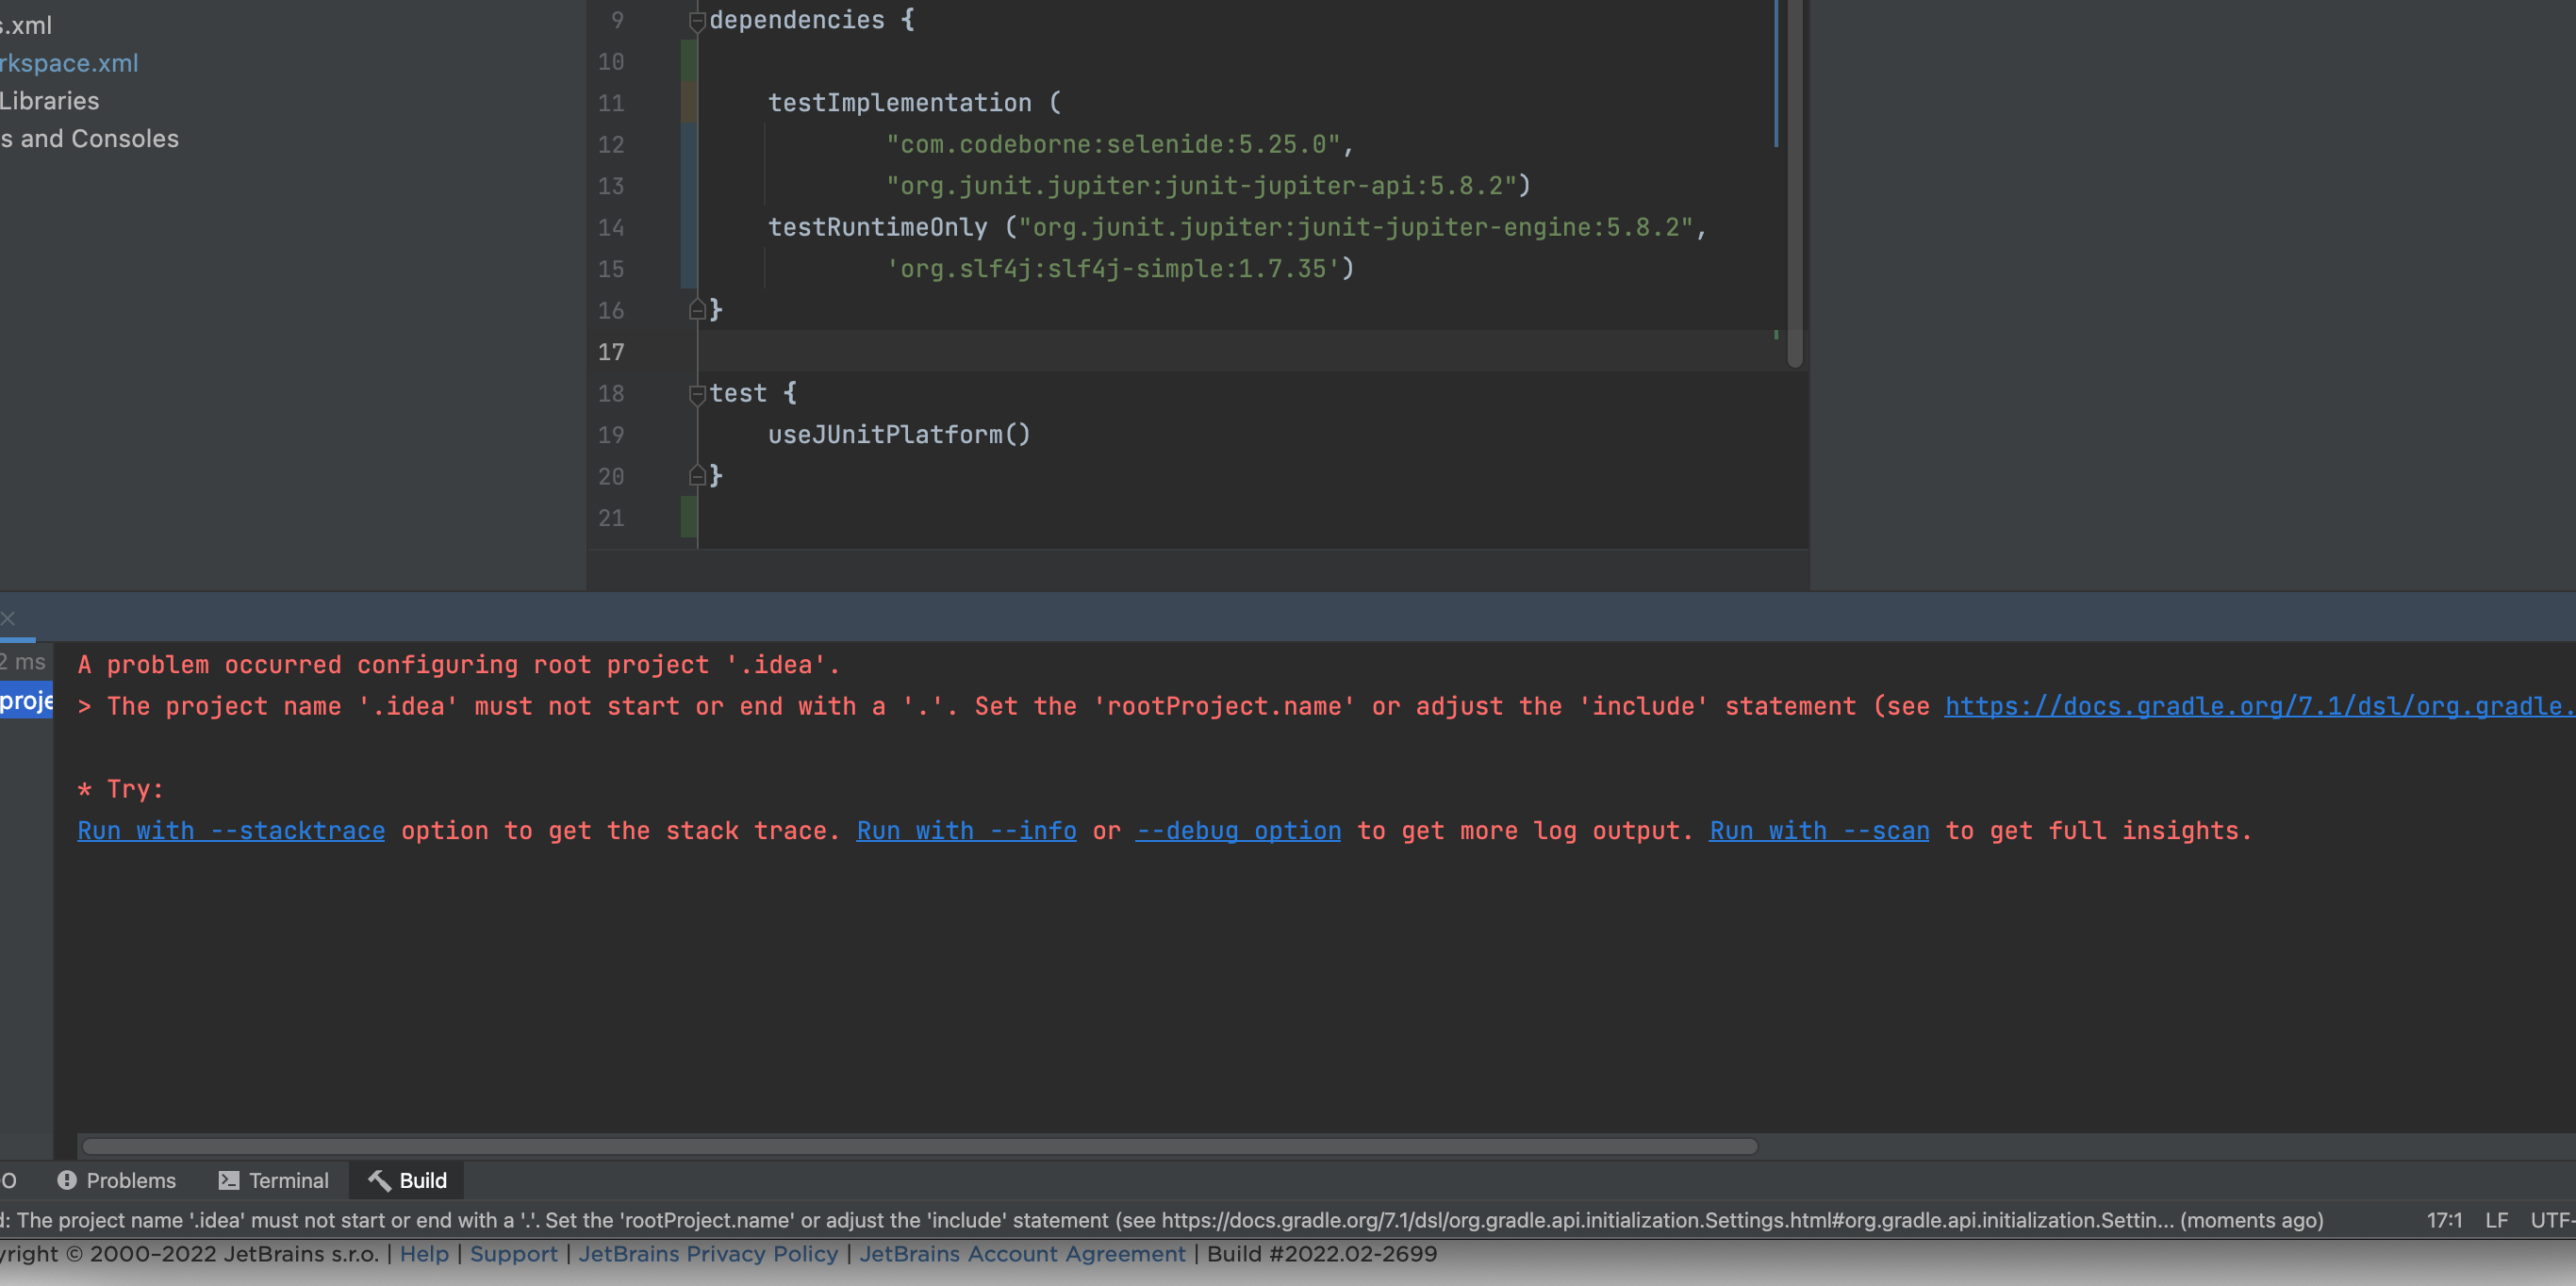 s.xml
rkspace.xml
Libraries
s and Consoles
9 dependencies {
10
11 testImplementation (
12 "com.codeborne:selenide:5.25.0",
13 "org.junit.jupiter:junit-jupiter-api:5.8.2")
14 testRuntimeOnly ("org.junit.jupiter:junit-jupiter-engine:5.8.2",
15 'org.slf4j:slf4j-simple:1.7.35')
16 }
17
18 test {
19 useJUnitPlatform()
20 }
21
2 ms
proje
A problem occurred configuring root project '.idea'.
> The project name '.idea' must not start or end with a '.'. Set the 'rootProject.name' or adjust the 'include' statement (see https://docs.gradle.org/7.1/dsl/org.gradle.
* Try:
Run with --stacktrace option to get the stack trace. Run with --info or --debug option to get more log output. Run with --scan to get full insights.
O Problems Terminal Build
d: The project name '.idea' must not start or end with a '.'. Set the 'rootProject.name' or adjust the 'include' statement (see https://docs.gradle.org/7.1/dsl/org.gradle.api.initialization.Settings.html#org.gradle.api.initialization.Settin... (moments ago) 17:1 LF UTF-
yright © 2000–2022 JetBrains s.r.o. | Help | Support | JetBrains Privacy Policy | JetBrains Account Agreement | Build #2022.02-2699